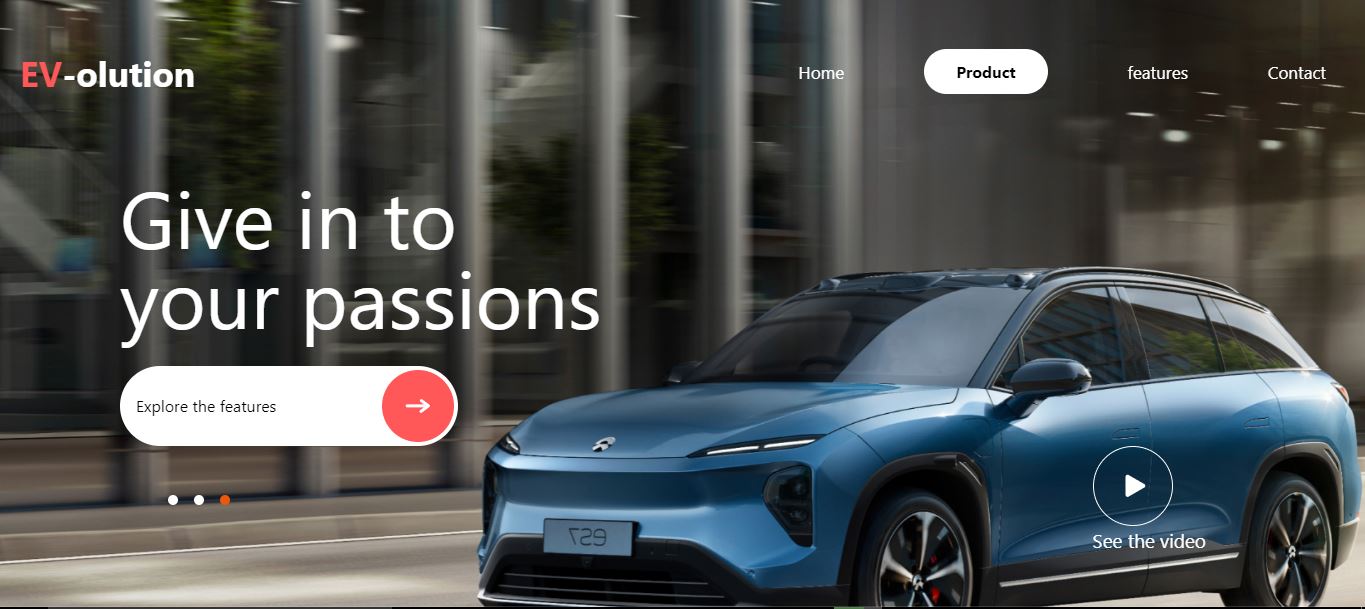 EV-olution
Home
Product
features
Contact
Give in to
your passions
Explore the features
ES7
See the video